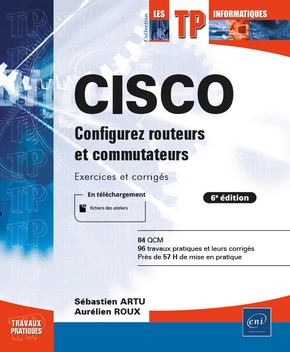 Collection
LES TP INFORMATIQUES
CISCO
Configurez routeurs
et commutateurs
Exercices et corrigés
En téléchargement
fichiers des ateliers
6e édition
84 QCM
96 travaux pratiques et leurs corrigés
Près de 57 H de mise en pratique
Sébastien ARTU
Aurélien ROUX
TRAVAUX
PRATIQUES
eni